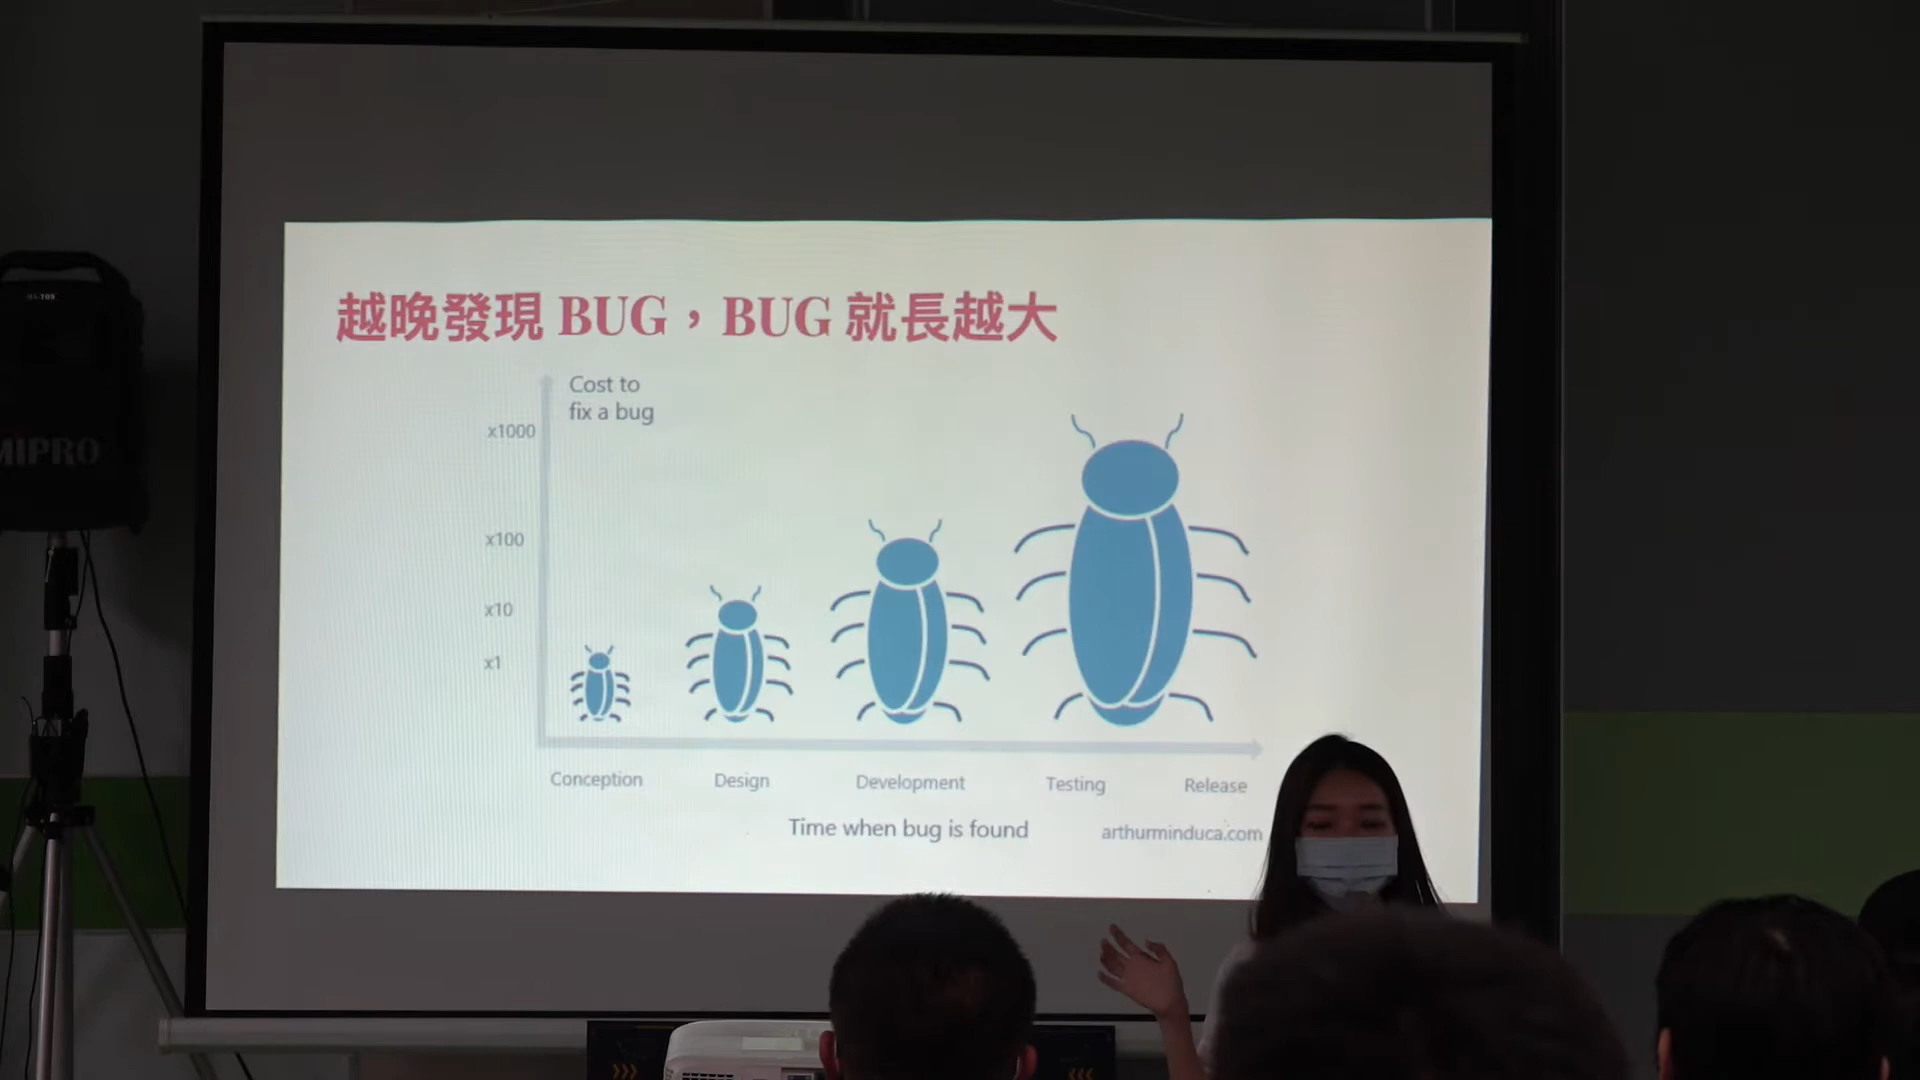 越晚發現 BUG，BUG 就長越大
Cost to
fix a bug
x1000
x100
x10
x1
Conception
Design
Development
Testing
Release
Time when bug is found
arthurminduca.com
MIPRO